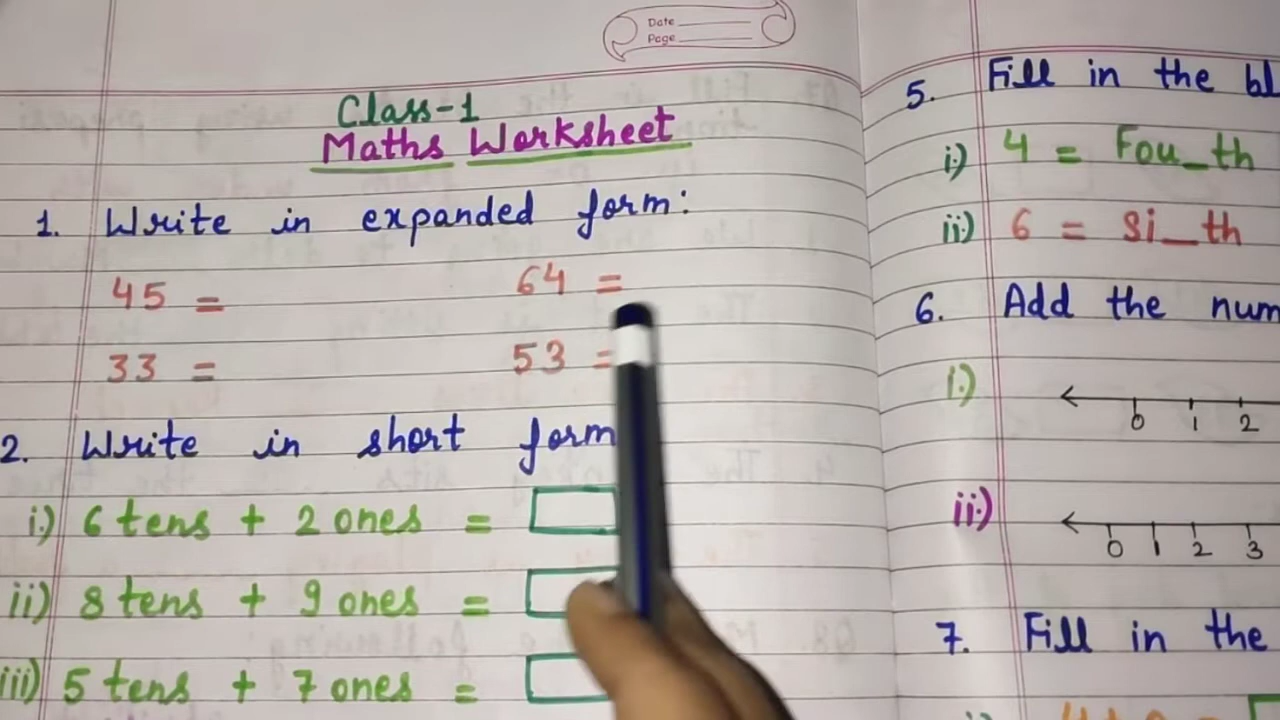 Date
Page
Class-1
Maths Worksheet
1. Write in expanded form:
45 =
64 =
33 =
53 =
2. Write in short form
i) 6 tens + 2 ones =
ii) 8 tens + 9 ones =
iii) 5 tens + 7 ones =
5. Fill in the bl
i) 4 = Fou_th
ii) 6 = Si_th
6. Add the num
i)
0 1 2
ii)
0 1 2 3
7. Fill in the